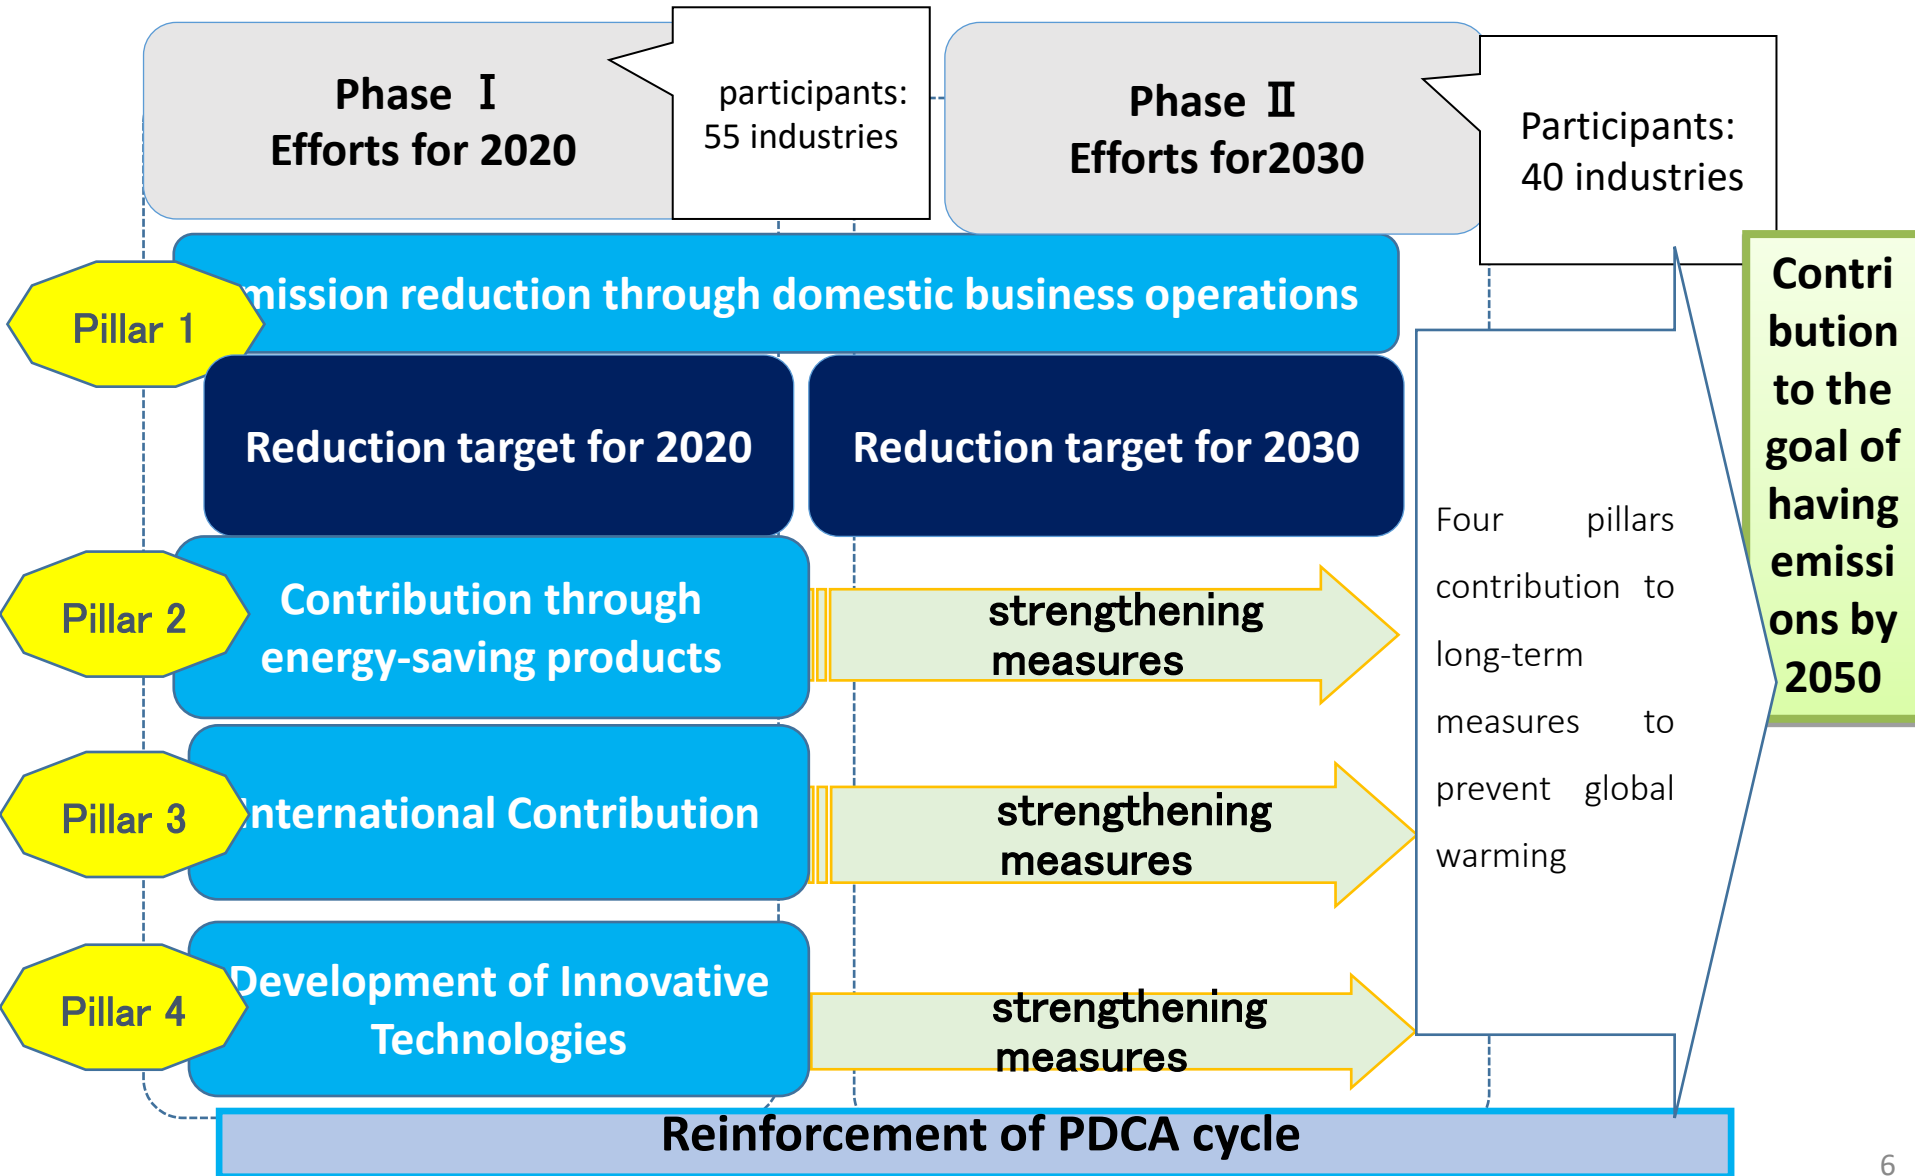 Phase Ⅰ
Efforts for 2020
participants:
55 industries
Phase Ⅱ
Efforts for2030
Participants:
40 industries
Pillar 1
mission reduction through domestic business operations
Reduction target for 2020
Reduction target for 2030
Pillar 2
Contribution through
energy-saving products
strengthening
measures
Pillar 3
International Contribution
strengthening
measures
Pillar 4
Development of Innovative
Technologies
strengthening
measures
Four pillars
contribution to
long-term
measures to
prevent global
warming
Contri
bution
to the
goal of
having
emissi
ons by
2050
Reinforcement of PDCA cycle
6